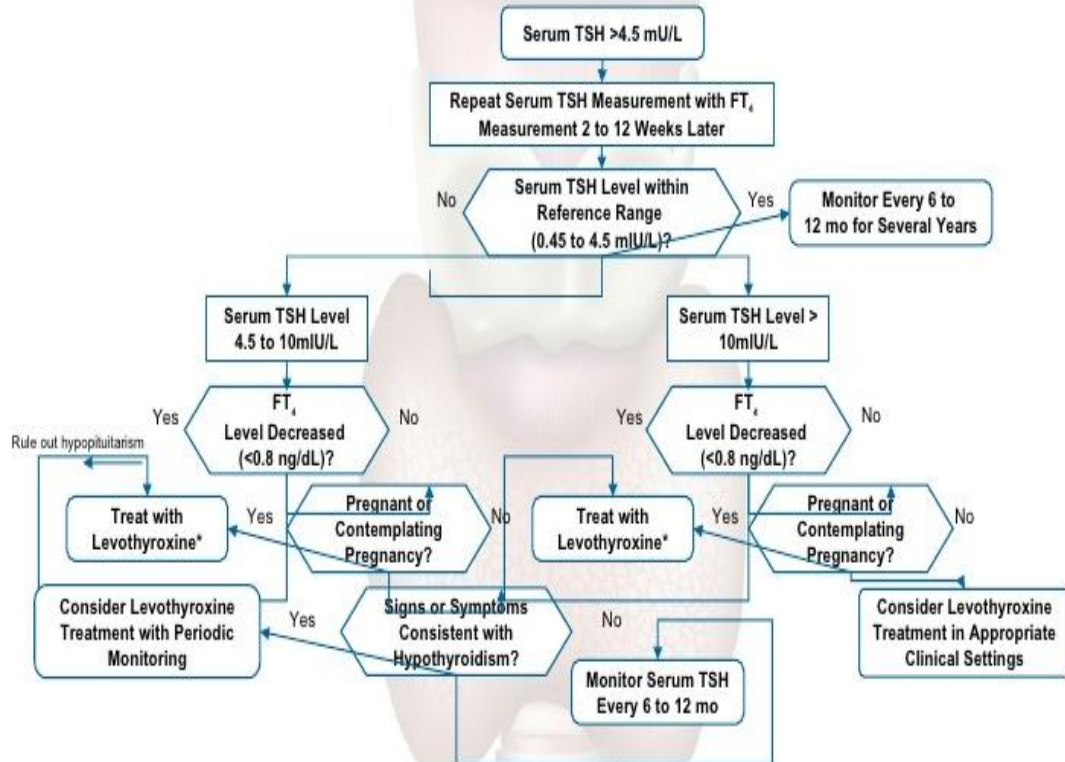 Serum TSH >4.5 mU/L
Repeat Serum TSH Measurement with FT₄
Measurement 2 to 12 Weeks Later
No
Serum TSH Level within
Reference Range
(0.45 to 4.5 mIU/L)?
Yes
Monitor Every 6 to
12 mo for Several Years
Serum TSH Level
4.5 to 10mIU/L
Serum TSH Level >
10mIU/L
Yes
FT₄
Level Decreased
(<0.8 ng/dL)?
No
Yes
FT₄
Level Decreased
(<0.8 ng/dL)?
No
Rule out hypopituitarism
Treat with
Levothyroxine*
Yes
Pregnant or
Contemplating
Pregnancy?
No
Treat with
Levothyroxine*
Yes
Pregnant or
Contemplating
Pregnancy?
No
Consider Levothyroxine
Treatment with Periodic
Monitoring
Yes
Signs or Symptoms
Consistent with
Hypothyroidism?
No
Monitor Serum TSH
Every 6 to 12 mo
Consider Levothyroxine
Treatment in Appropriate
Clinical Settings